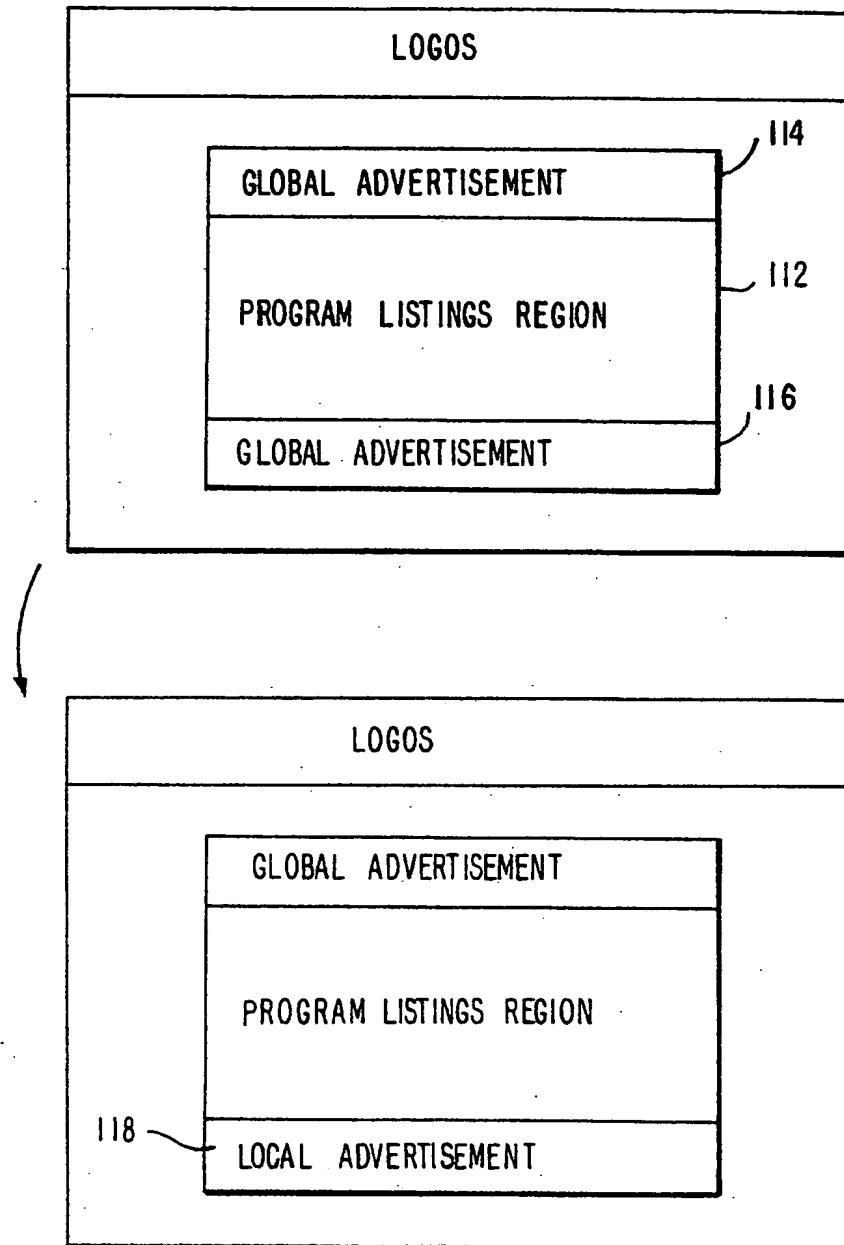 LOGOS
114
GLOBAL ADVERTISEMENT
112
PROGRAM LISTINGS REGION
116
GLOBAL ADVERTISEMENT
LOGOS
GLOBAL ADVERTISEMENT
PROGRAM LISTINGS REGION
118
LOCAL ADVERTISEMENT